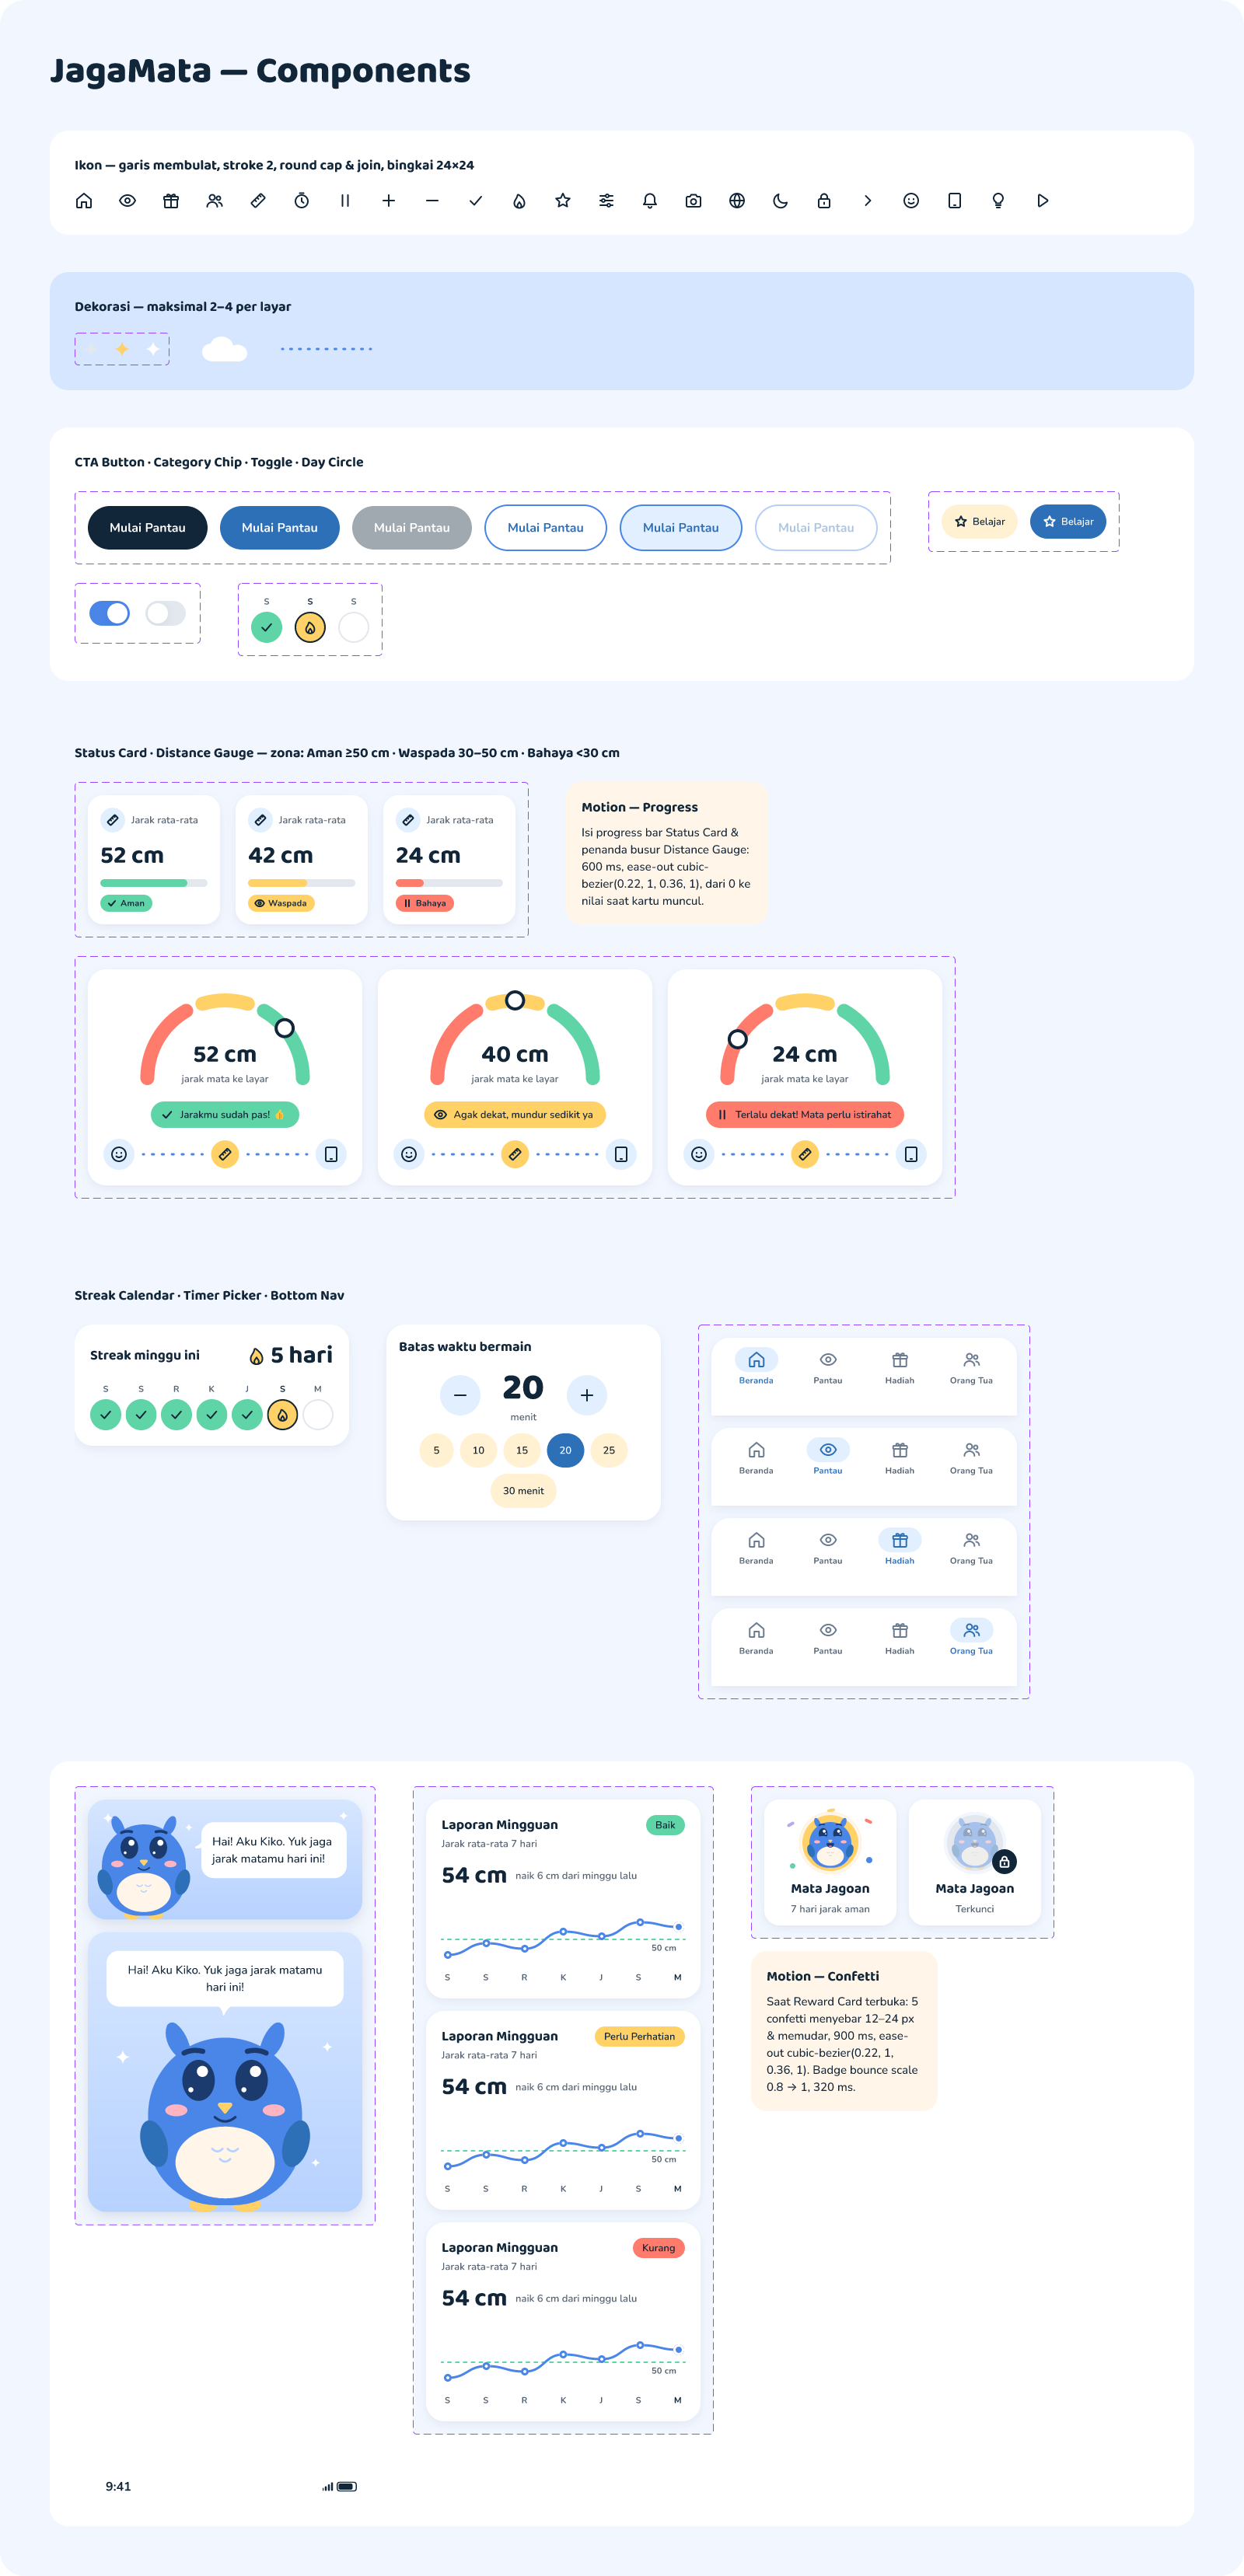 JagaMata — Components
Ikon — garis membulat, stroke 2, round cap & join, bingkai 24×24
Dekorasi — maksimal 2–4 per layar
CTA Button · Category Chip · Toggle · Day Circle
Mulai Pantau
Mulai Pantau
Mulai Pantau
Mulai Pantau
Mulai Pantau
Mulai Pantau
Belajar
Belajar
S
S
S
Status Card · Distance Gauge — zona: Aman ≥50 cm · Waspada 30–50 cm · Bahaya <30 cm
Jarak rata-rata
52 cm
Aman
Jarak rata-rata
42 cm
Waspada
Jarak rata-rata
24 cm
Bahaya
Motion — Progress
Isi progress bar Status Card &
penanda busur Distance Gauge:
600 ms, ease-out cubic-
bezier(0.22, 1, 0.36, 1), dari 0 ke
nilai saat kartu muncul.
52 cm
jarak mata ke layar
Jarakmu sudah pas! 👍
40 cm
jarak mata ke layar
Agak dekat, mundur sedikit ya
24 cm
jarak mata ke layar
Terlalu dekat! Mata perlu istirahat
Streak Calendar · Timer Picker · Bottom Nav
Streak minggu ini
5 hari
S S R K J S M
Batas waktu bermain
20
menit
5 10 15 20 25
30 menit
Beranda Pantau Hadiah Orang Tua
Beranda Pantau Hadiah Orang Tua
Beranda Pantau Hadiah Orang Tua
Beranda Pantau Hadiah Orang Tua
Hai! Aku Kiko. Yuk jaga
jarak matamu hari ini!
Hai! Aku Kiko. Yuk jaga jarak matamu
hari ini!
Laporan Mingguan
Baik
Jarak rata-rata 7 hari
54 cm naik 6 cm dari minggu lalu
50 cm
S S R K J S M
Laporan Mingguan
Perlu Perhatian
Jarak rata-rata 7 hari
54 cm naik 6 cm dari minggu lalu
50 cm
S S R K J S M
Laporan Mingguan
Kurang
Jarak rata-rata 7 hari
54 cm naik 6 cm dari minggu lalu
50 cm
S S R K J S M
Mata Jagoan
7 hari jarak aman
Mata Jagoan
Terkunci
Motion — Confetti
Saat Reward Card terbuka: 5
confetti menyebar 12–24 px
& memudar, 900 ms, ease-
out cubic-bezier(0.22, 1,
0.36, 1). Badge bounce scale
0.8 → 1, 320 ms.
9:41